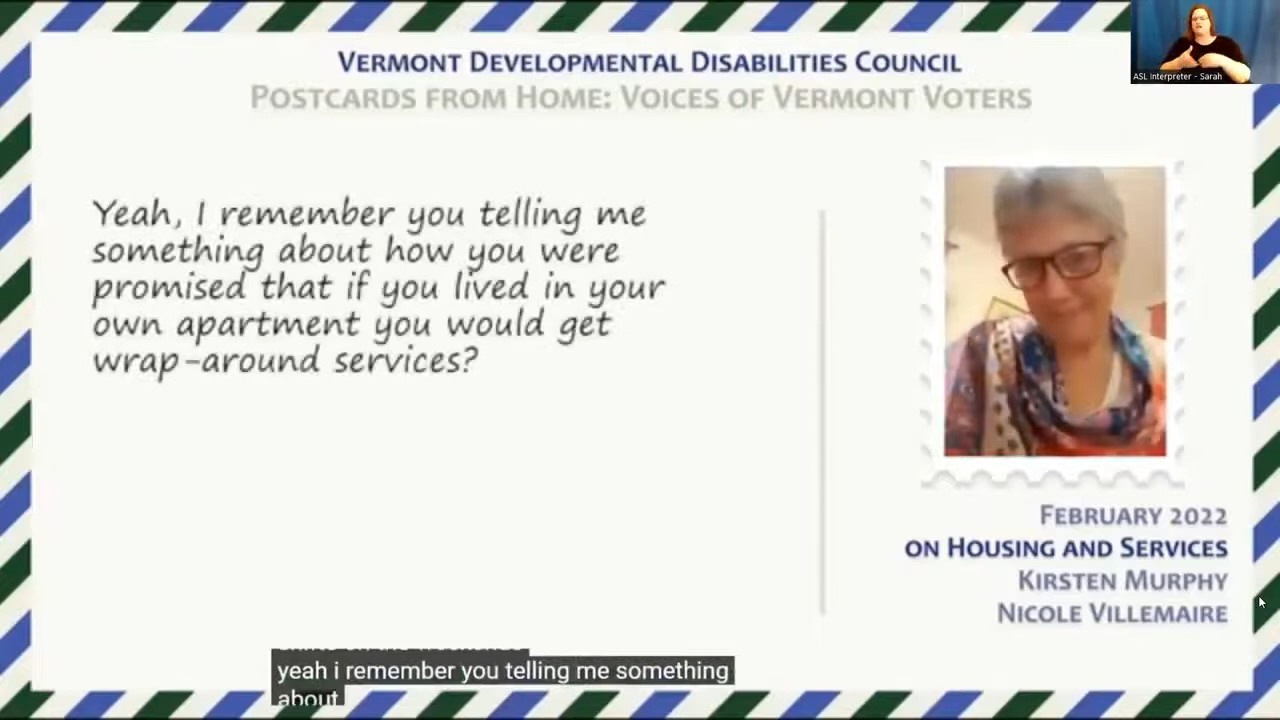 VERMONT DEVELOPMENTAL DISABILITIES COUNCIL
POSTCARDS FROM HOME: VOICES OF VERMONT VOTERS
ASL Interpreter - Sarah
Yeah, I remember you telling me
something about how you were
promised that if you lived in your
own apartment you would get
wrap-around services?
FEBRUARY 2022
ON HOUSING AND SERVICES
KIRSTEN MURPHY
NICOLE VILLEMAIRE
yeah i remember you telling me something
about